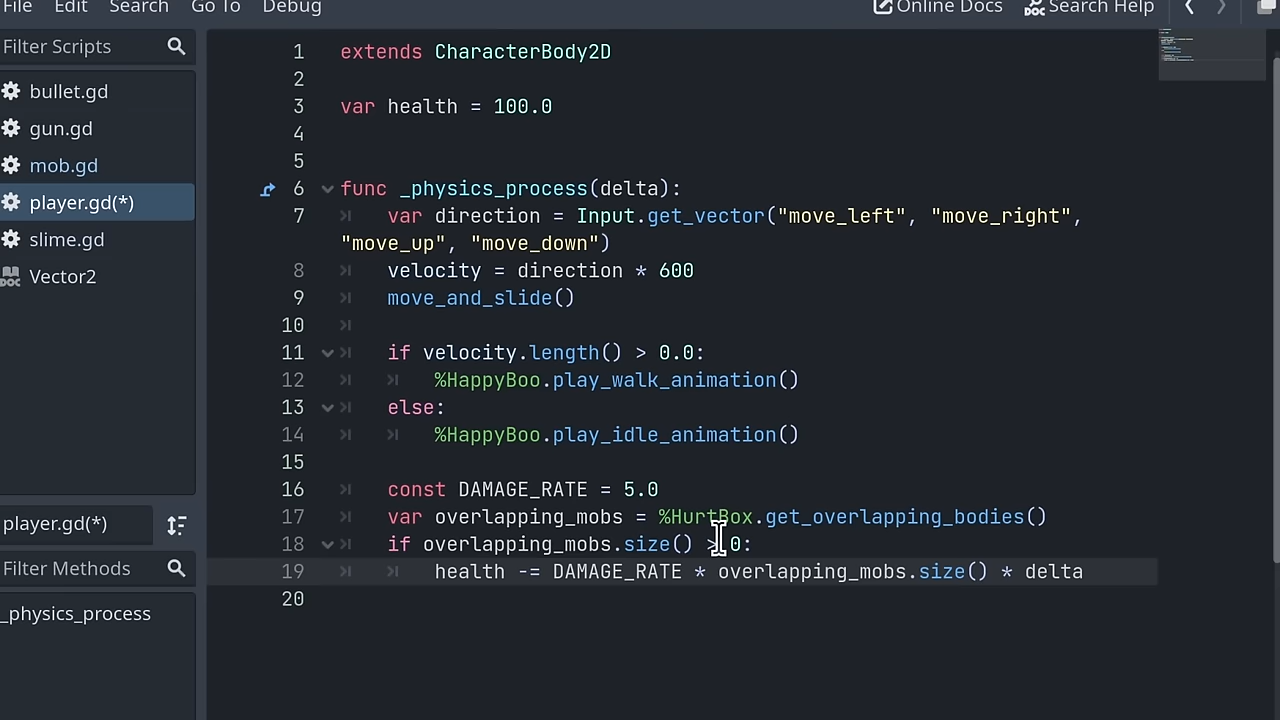 File Edit Search Go To Debug Online Docs Search Help
Filter Scripts
bullet.gd
gun.gd
mob.gd
player.gd(*)
slime.gd
Vector2
player.gd(*)
Filter Methods
_physics_process
1 extends CharacterBody2D
2
3 var health = 100.0
4
5
6 func _physics_process(delta):
7 var direction = Input.get_vector("move_left", "move_right",
"move_up", "move_down")
8 velocity = direction * 600
9 move_and_slide()
10
11 if velocity.length() > 0.0:
12 %HappyBoo.play_walk_animation()
13 else:
14 %HappyBoo.play_idle_animation()
15
16 const DAMAGE_RATE = 5.0
17 var overlapping_mobs = %HurtBox.get_overlapping_bodies()
18 if overlapping_mobs.size() > 0:
19 health -= DAMAGE_RATE * overlapping_mobs.size() * delta
20